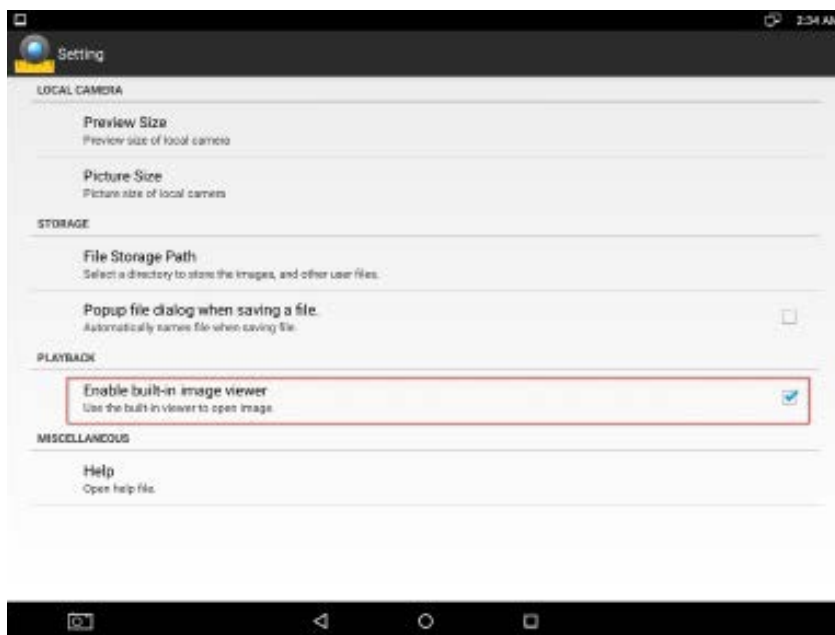 2:34 AM
Setting
LOCAL CAMERA
Preview Size
Preview size of local camera
Picture Size
Picture size of local camera
STORAGE
File Storage Path
Select a directory to store the images, and other user files.
Popup file dialog when saving a file.
Automatically names file when saving file.
PLAYBACK
Enable built-in image viewer
Use the built-in viewer to open image.
MISCELLANEOUS
Help
Open help file.